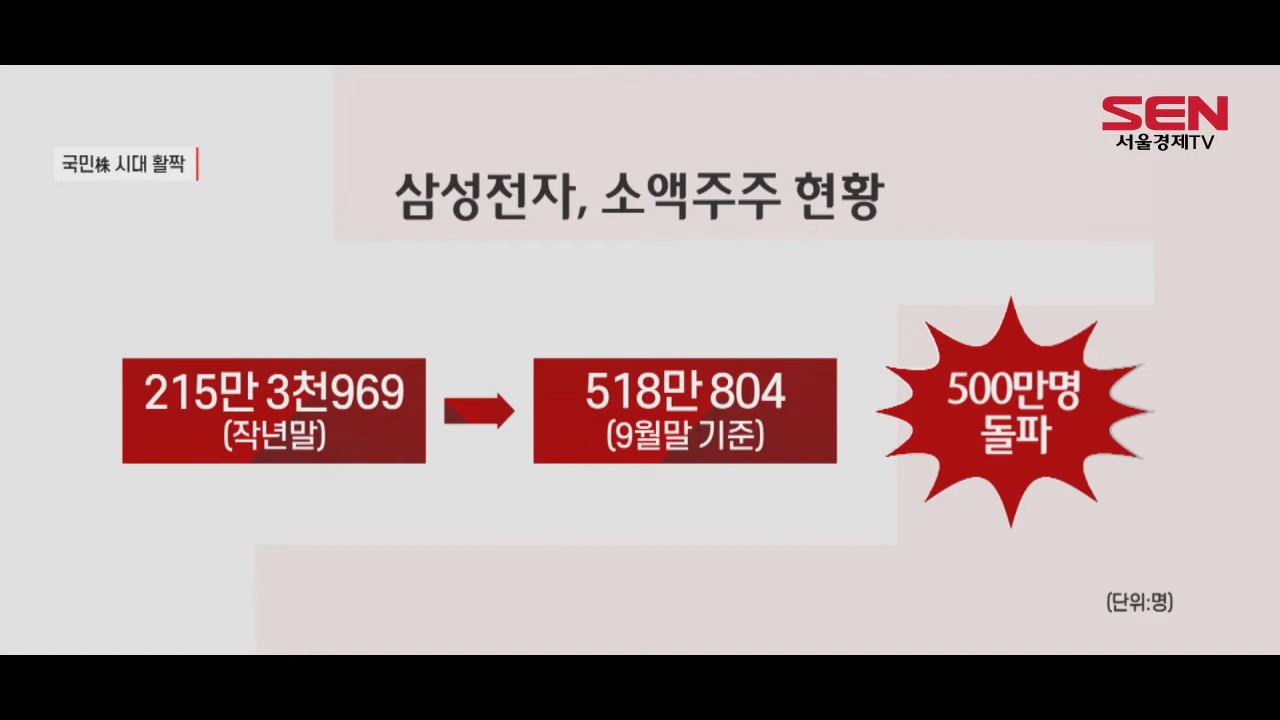 SEN
서울경제TV
국민株 시대 활짝
삼성전자, 소액주주 현황
215만 3천969
(작년말)
518만 804
(9월말 기준)
500만명
돌파
(단위:명)